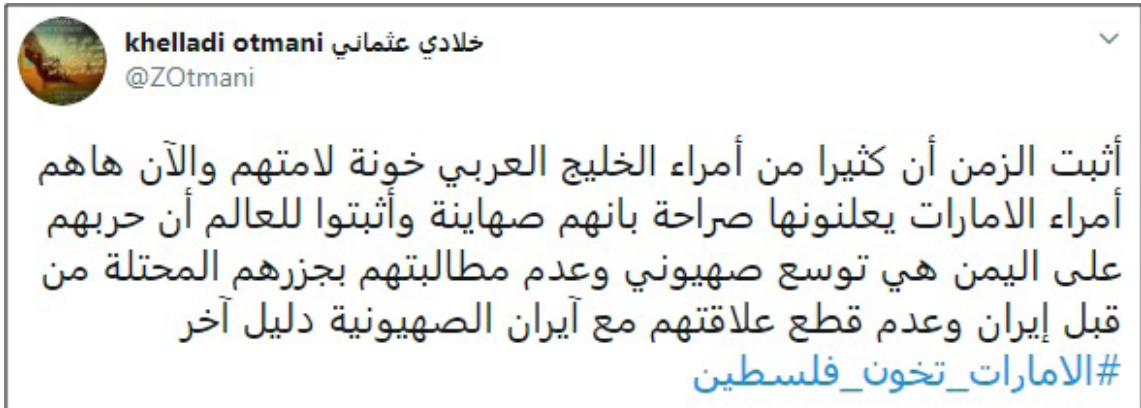 khelladi otmani خلادي عثماني
@ZOtmani
أثبت الزمن أن كثيرا من أمراء الخليج العربي خونة لامتهم والآن هاهم
أمراء الامارات يعلنونها صراحة بانهم صهاينة وأثبتوا للعالم أن حربهم
على اليمن هي توسع صهيوني وعدم مطالبتهم بجزرهم المحتلة من
قبل إيران وعدم قطع علاقتهم مع آيران الصهيونية دليل آخر
#الامارات_تخون_فلسطين